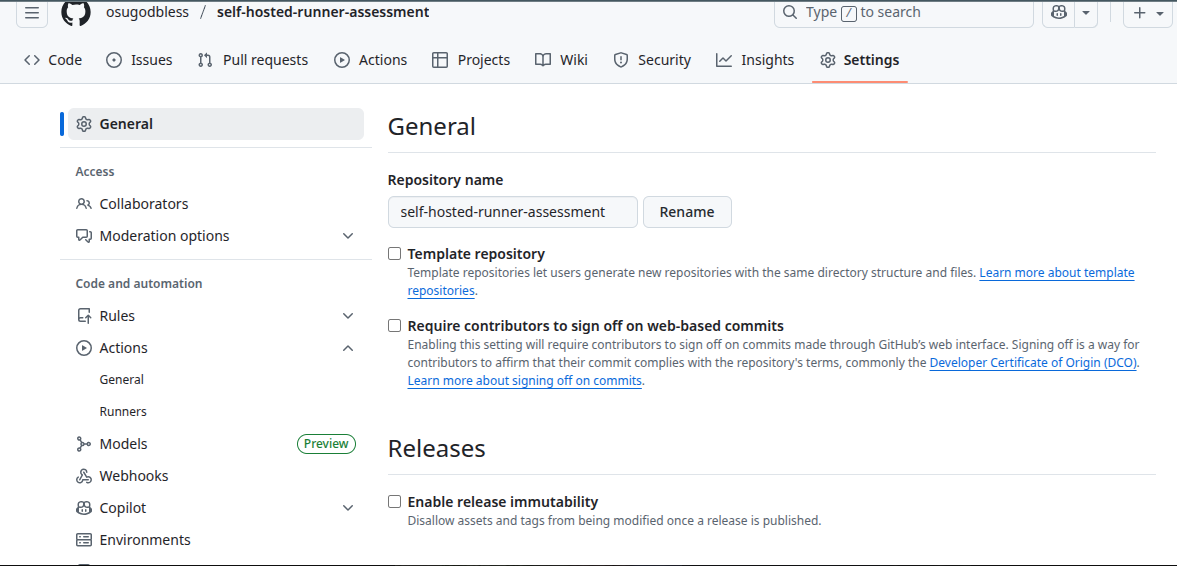 osugodbless / self-hosted-runner-assessment
Type / to search
Code Issues Pull requests Actions Projects Wiki Security Insights Settings
General
Access
Collaborators
Moderation options
Code and automation
Rules
Actions
General
Runners
Models Preview
Webhooks
Copilot
Environments
General
Repository name
self-hosted-runner-assessment Rename
Template repository
Template repositories let users generate new repositories with the same directory structure and files. Learn more about template
repositories.
Require contributors to sign off on web-based commits
Enabling this setting will require contributors to sign off on commits made through GitHub's web interface. Signing off is a way for
contributors to affirm that their commit complies with the repository's terms, commonly the Developer Certificate of Origin (DCO).
Learn more about signing off on commits.
Releases
Enable release immutability
Disallow assets and tags from being modified once a release is published.